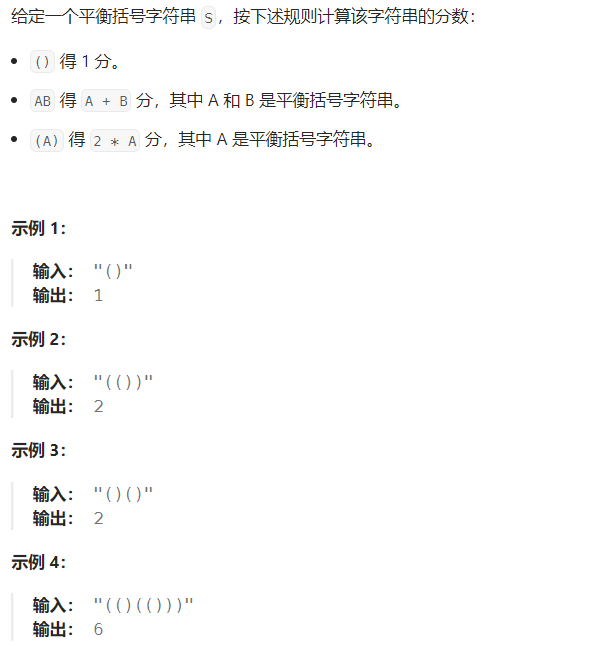 给定一个平衡括号字符串 S，按下述规则计算该字符串的分数：
• () 得 1 分。
• AB 得 A + B 分，其中 A 和 B 是平衡括号字符串。
• (A) 得 2 * A 分，其中 A 是平衡括号字符串。
示例 1：
输入： "()"
输出： 1
示例 2：
输入： "(())"
输出： 2
示例 3：
输入： "()()"
输出： 2
示例 4：
输入： "(()(()))"
输出： 6